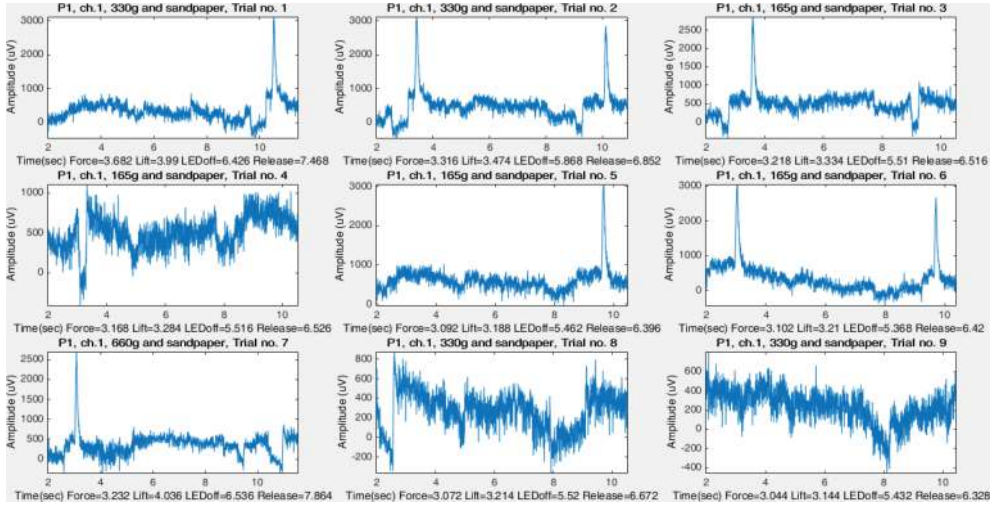 P1, ch.1, 330g and sandpaper, Trial no. 1
P1, ch.1, 330g and sandpaper, Trial no. 2
P1, ch.1, 165g and sandpaper, Trial no. 3
3000
2000
1000
0
Amplitude (uV)
2 4 6 8 10
3000
2000
1000
0
Amplitude (uV)
2 4 6 8 10
2500
2000
1500
1000
500
0
Amplitude (uV)
2 4 6 8 10
Time(sec) Force=3.682 Lift=3.99 LEDoff=6.426 Release=7.468
Time(sec) Force=3.316 Lift=3.474 LEDoff=5.868 Release=6.852
Time(sec) Force=3.218 Lift=3.334 LEDoff=5.51 Release=6.516
P1, ch.1, 165g and sandpaper, Trial no. 4
P1, ch.1, 165g and sandpaper, Trial no. 5
P1, ch.1, 165g and sandpaper, Trial no. 6
1000
500
0
Amplitude (uV)
2 4 6 8 10
3000
2000
1000
0
Amplitude (uV)
2 4 6 8 10
3000
2000
1000
0
Amplitude (uV)
2 4 6 8 10
Time(sec) Force=3.168 Lift=3.284 LEDoff=5.516 Release=6.526
Time(sec) Force=3.092 Lift=3.188 LEDoff=5.462 Release=6.396
Time(sec) Force=3.102 Lift=3.21 LEDoff=5.368 Release=6.42
P1, ch.1, 660g and sandpaper, Trial no. 7
P1, ch.1, 330g and sandpaper, Trial no. 8
P1, ch.1, 330g and sandpaper, Trial no. 9
2500
2000
1500
1000
500
0
Amplitude (uV)
2 4 6 8 10
800
600
400
200
0
-200
Amplitude (uV)
2 4 6 8 10
800
600
400
200
0
-200
-400
Amplitude (uV)
2 4 6 8 10
Time(sec) Force=3.232 Lift=4.036 LEDoff=6.536 Release=7.864
Time(sec) Force=3.072 Lift=3.214 LEDoff=5.52 Release=6.672
Time(sec) Force=3.044 Lift=3.144 LEDoff=5.432 Release=6.328